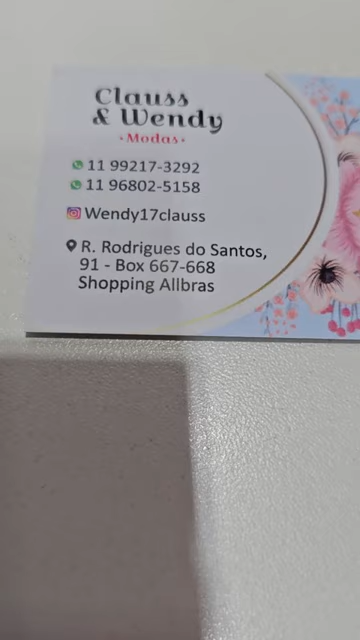 Clauss
& Wendy
•Modas•
11 99217-3292
11 96802-5158
Wendy17clauss
R. Rodrigues do Santos,
91 - Box 667-668
Shopping Allbras